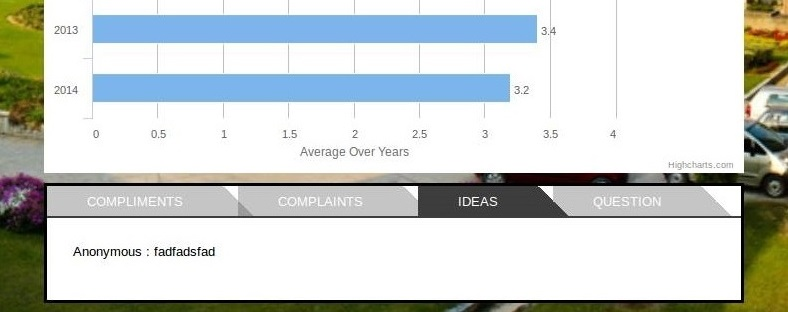 2013
3.4
2014
3.2
0 0.5 1 1.5 2 2.5 3 3.5 4
Average Over Years
Highcharts.com
COMPLIMENTS COMPLAINTS IDEAS QUESTION
Anonymous : fadfadsfad